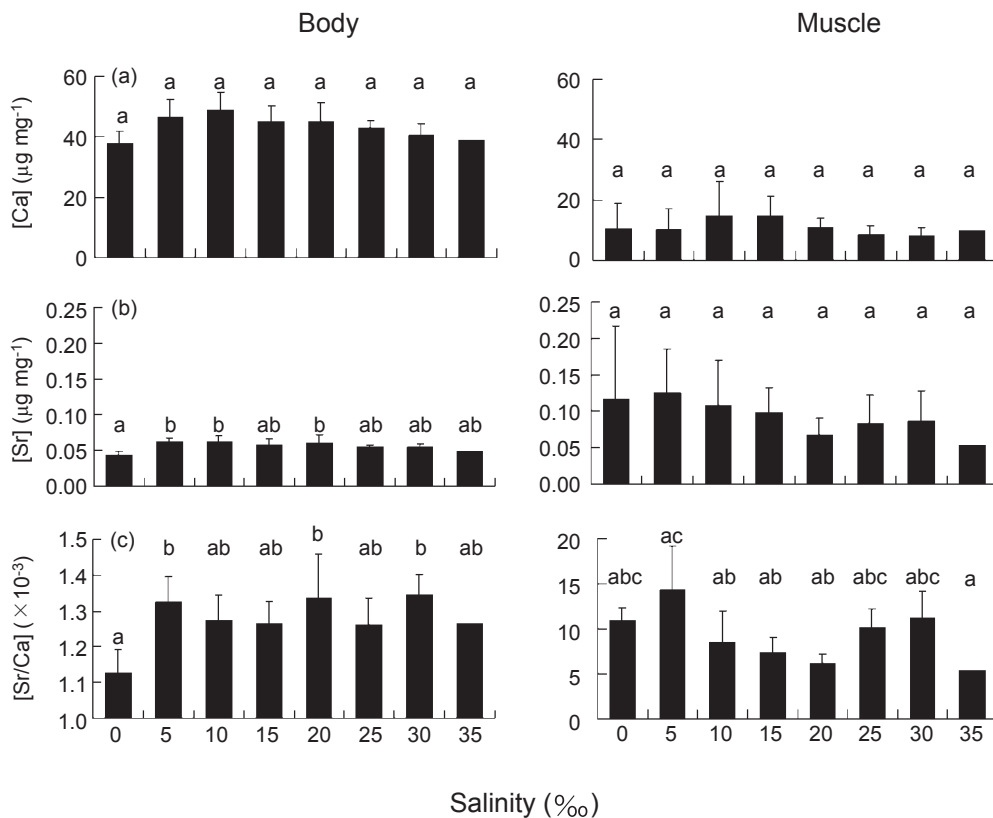 Body Muscle
(a)
[Ca] (μg mg⁻¹)
60
40
20
0
a a a a a a a a
60
40
20
0
a a a a a a a a
(b)
[Sr] (μg mg⁻¹)
0.25
0.20
0.15
0.10
0.05
0.00
a b b ab b ab ab ab
0.25
0.20
0.15
0.10
0.05
0.00
a a a a a a a a
(c)
[Sr/Ca] (×10⁻³)
1.5
1.4
1.3
1.2
1.1
1.0
a b ab ab b ab b ab
0 5 10 15 20 25 30 35
20
15
10
5
0
abc ac ab ab ab abc abc a
0 5 10 15 20 25 30 35
Salinity (‰)